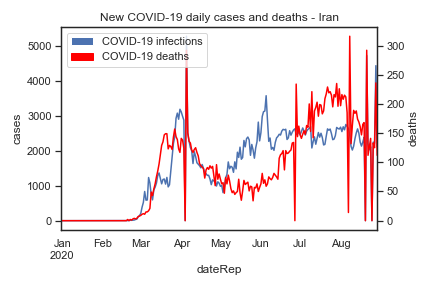 New COVID-19 daily cases and deaths - Iran
COVID-19 infections
COVID-19 deaths
cases
5000
4000
3000
2000
1000
0
deaths
300
250
200
150
100
50
0
Jan Feb Mar Apr May Jun Jul Aug
2020
dateRep